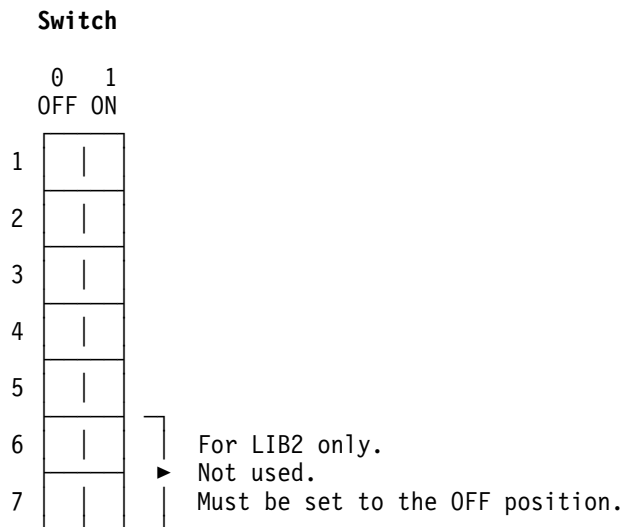 Switch
0 1
OFF ON
1
2
3
4
5
6 For LIB2 only.
Not used.
7 Must be set to the OFF position.